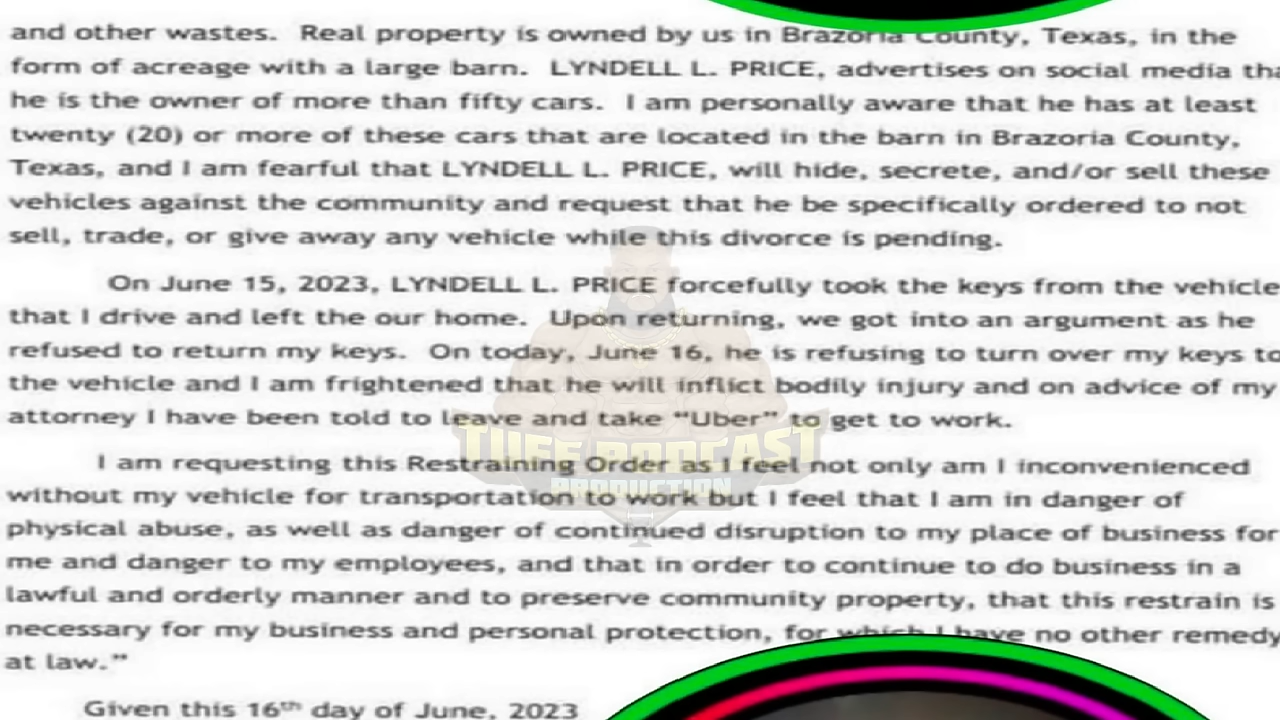 and other wastes. Real property is owned by us in Brazoria County, Texas, in the
form of acreage with a large barn. LYNDELL L. PRICE, advertises on social media tha
he is the owner of more than fifty cars. I am personally aware that he has at least
twenty (20) or more of these cars that are located in the barn in Brazoria County,
Texas, and I am fearful that LYNDELL L. PRICE, will hide, secrete, and/or sell these
vehicles against the community and request that he be specifically ordered to not
sell, trade, or give away any vehicle while this divorce is pending.
On June 15, 2023, LYNDELL L. PRICE forcefully took the keys from the vehicle
that I drive and left the our home. Upon returning, we got into an argument as he
refused to return my keys. On today, June 16, he is refusing to turn over my keys to
the vehicle and I am frightened that he will inflict bodily injury and on advice of my
attorney I have been told to leave and take “Uber” to get to work.
TUFF PODCAST
PRODUCTION
I am requesting this Restraining Order as I feel not only am I inconvenienced
without my vehicle for transportation to work but I feel that I am in danger of
physical abuse, as well as danger of continued disruption to my place of business for
me and danger to my employees, and that in order to continue to do business in a
lawful and orderly manner and to preserve community property, that this restrain is
necessary for my business and personal protection, for which I have no other remedy
at law.”
Given this 16th day of June, 2023